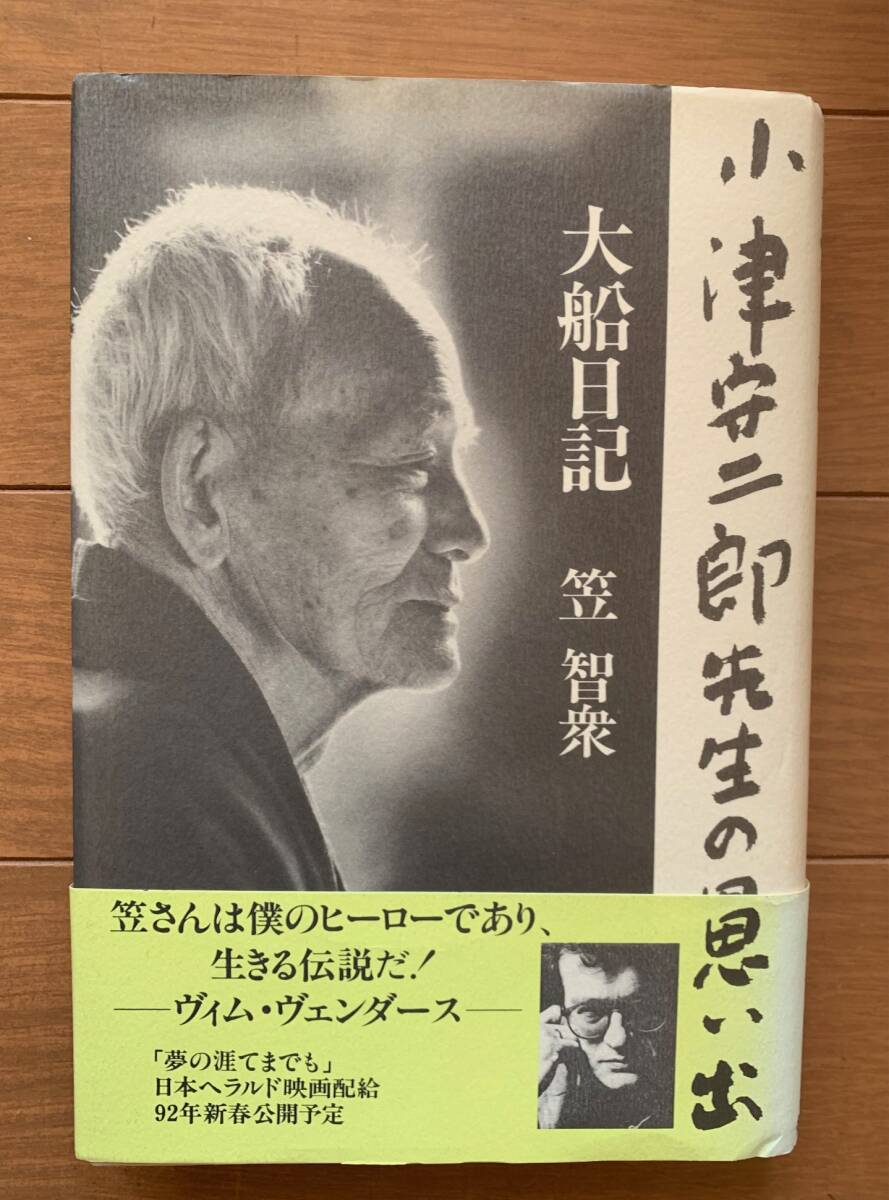 小津安二郎先生の思い出
大船日記
笠 智衆
笠さんは僕のヒーローであり、
生きる伝説だ!
──ヴィム・ヴェンダース──
「夢の涯てまでも」
日本ヘラルド映画配給
92年新春公開予定